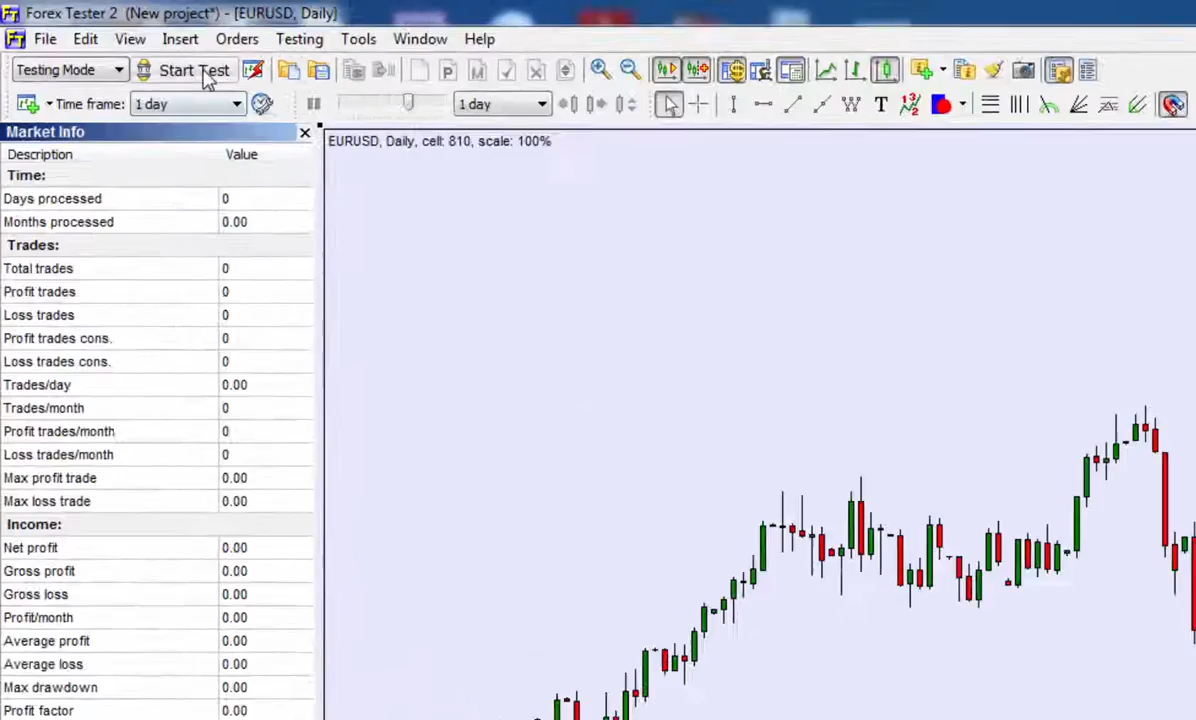 Forex Tester 2 (New project*) - [EURUSD, Daily]
File Edit View Insert Orders Testing Tools Window Help
Testing Mode Start Test
Time frame: 1 day 1 day
Market Info
EURUSD, Daily, cell: 810, scale: 100%
Description Value
Time:
Days processed 0
Months processed 0.00
Trades:
Total trades 0
Profit trades 0
Loss trades 0
Profit trades cons. 0
Loss trades cons. 0
Trades/day 0.00
Trades/month 0
Profit trades/month 0
Loss trades/month 0
Max profit trade 0.00
Max loss trade 0.00
Income:
Net profit 0.00
Gross profit 0.00
Gross loss 0.00
Profit/month 0.00
Average profit 0.00
Average loss 0.00
Max drawdown 0.00
Profit factor 0.00